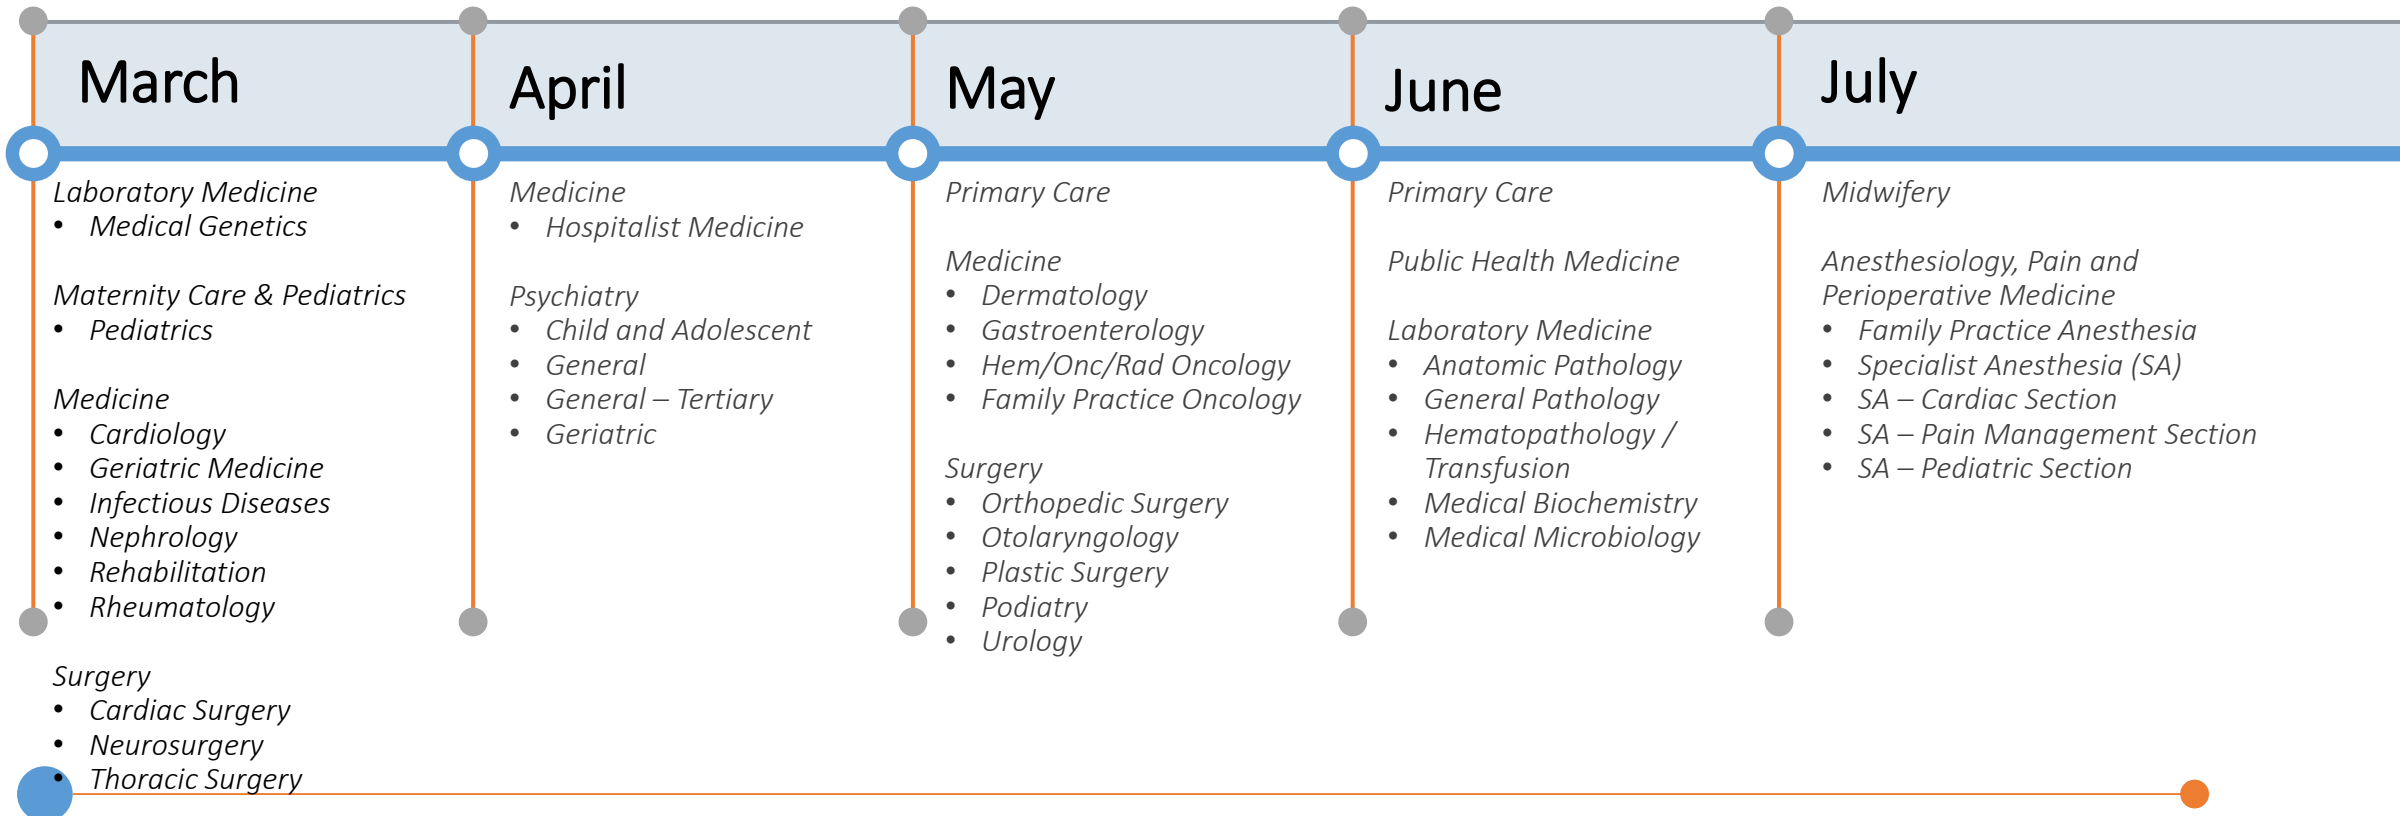 March
Laboratory Medicine
• Medical Genetics
Maternity Care & Pediatrics
• Pediatrics
Medicine
• Cardiology
• Geriatric Medicine
• Infectious Diseases
• Nephrology
• Rehabilitation
• Rheumatology
Surgery
• Cardiac Surgery
• Neurosurgery
• Thoracic Surgery
April
Medicine
• Hospitalist Medicine
Psychiatry
• Child and Adolescent
• General
• General – Tertiary
• Geriatric
May
Primary Care
Medicine
• Dermatology
• Gastroenterology
• Hem/Onc/Rad Oncology
• Family Practice Oncology
Surgery
• Orthopedic Surgery
• Otolaryngology
• Plastic Surgery
• Podiatry
• Urology
June
Primary Care
Public Health Medicine
Laboratory Medicine
• Anatomic Pathology
• General Pathology
• Hematopathology /
Transfusion
• Medical Biochemistry
• Medical Microbiology
July
Midwifery
Anesthesiology, Pain and
Perioperative Medicine
• Family Practice Anesthesia
• Specialist Anesthesia (SA)
• SA – Cardiac Section
• SA – Pain Management Section
• SA – Pediatric Section